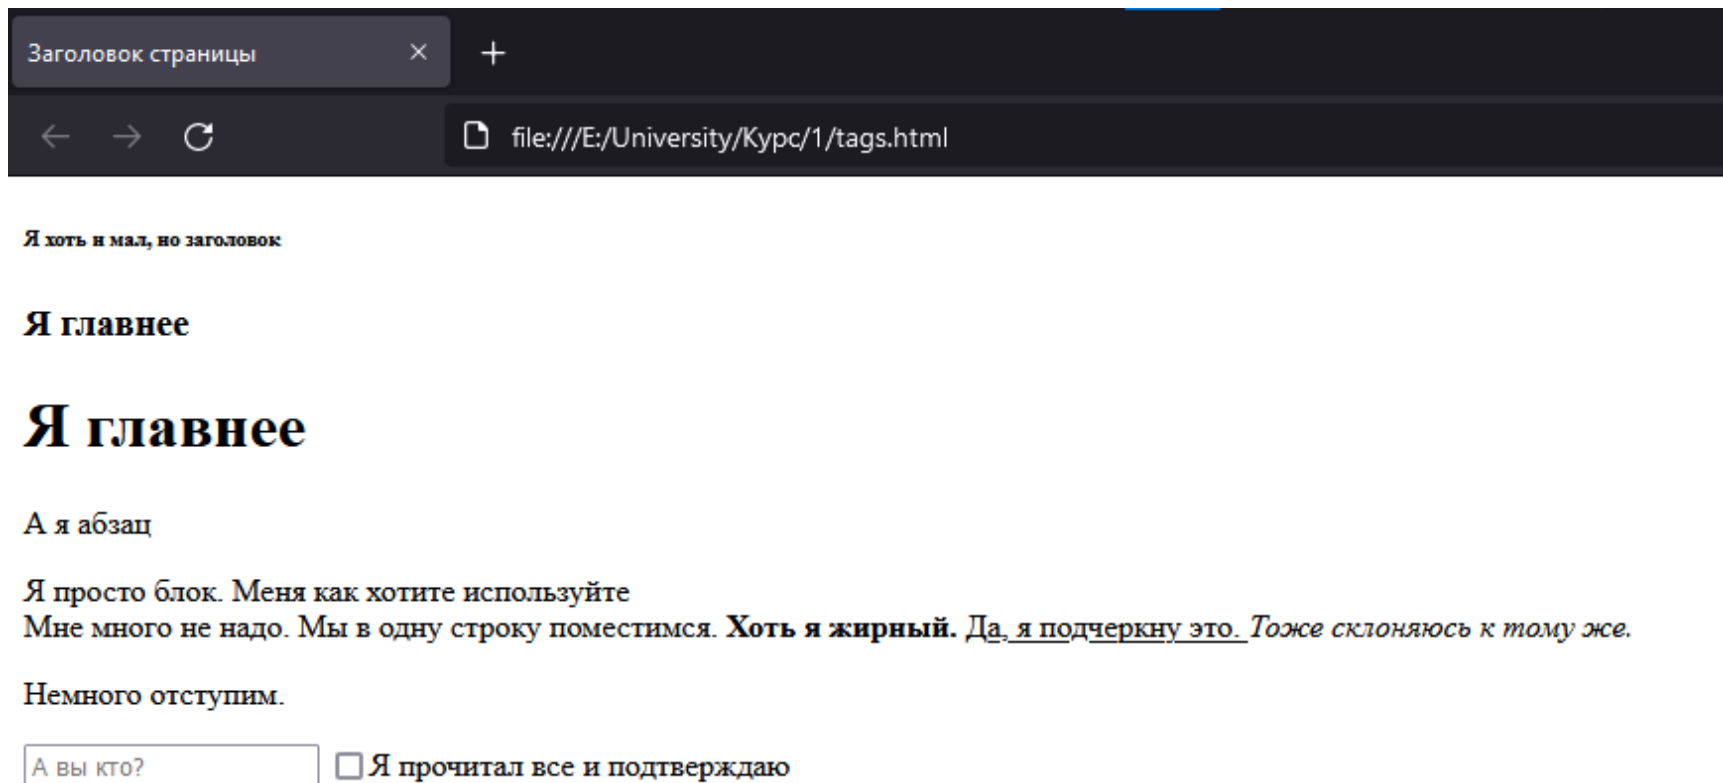 Заголовок страницы
file:///E:/University/Курс/1/tags.html
Я хоть и мал, но заголовок
Я главнее
Я главнее
А я абзац
Я просто блок. Меня как хотите используйте
Мне много не надо. Мы в одну строку поместимся. Хоть я жирный. Да, я подчеркну это. Тоже склоняюсь к тому же.
Немного отступим.
А вы кто? Я прочитал все и подтверждаю